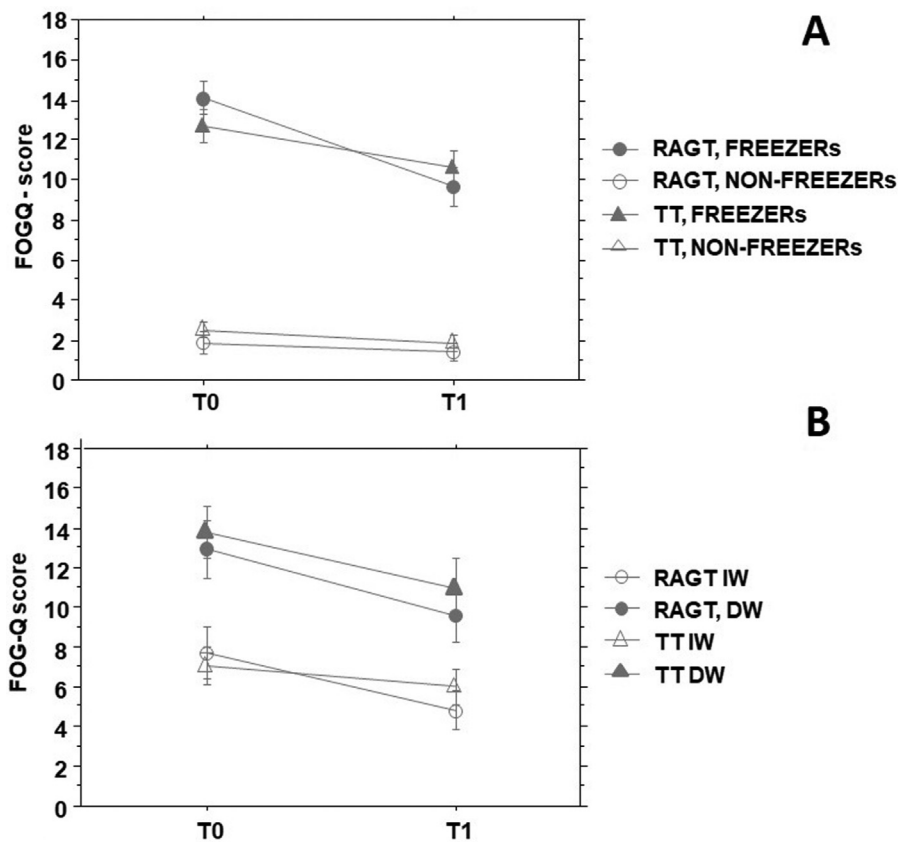 A
FOGQ - score
18
16
14
12
10
8
6
4
2
0
T0
T1
RAGT, FREEZERs
RAGT, NON-FREEZERs
TT, FREEZERs
TT, NON-FREEZERs
B
FOG-Q score
18
16
14
12
10
8
6
4
2
0
T0
T1
RAGT IW
RAGT, DW
TT IW
TT DW